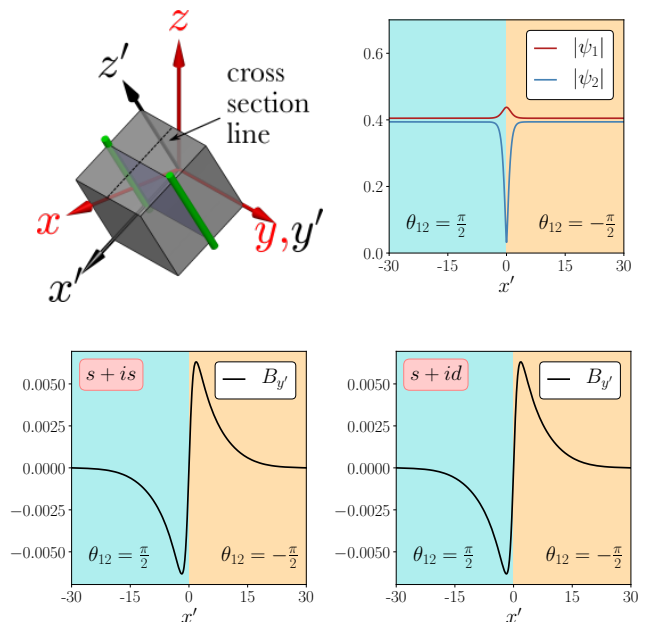 z
z′
cross
section
line
x
y, y′
x′
|ψ₁|
|ψ₂|
0.6
0.4
0.2
0.0
θ₁₂ = π/2
θ₁₂ = −π/2
-30 -15 0 15 30
x′
s + is
B_y′
0.0050
0.0025
0.0000
−0.0025
−0.0050
θ₁₂ = π/2
θ₁₂ = −π/2
-30 -15 0 15 30
x′
s + id
B_y′
0.0050
0.0025
0.0000
−0.0025
−0.0050
θ₁₂ = π/2
θ₁₂ = −π/2
-30 -15 0 15 30
x′